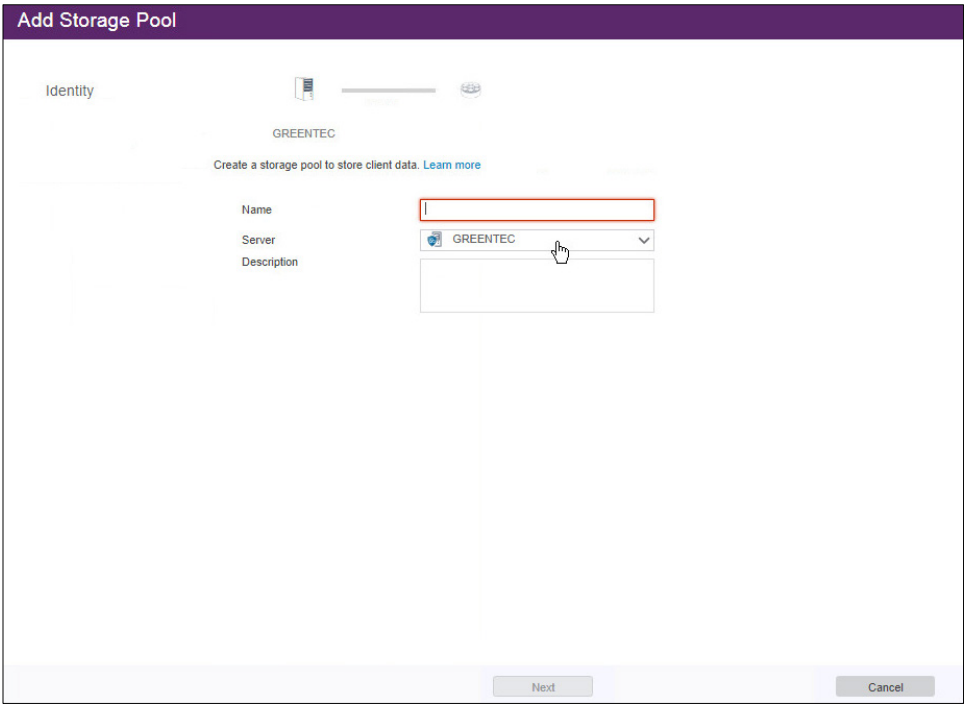 Add Storage Pool
Identity
GREENTEC
Create a storage pool to store client data. Learn more
Name
Server GREENTEC
Description
Next Cancel